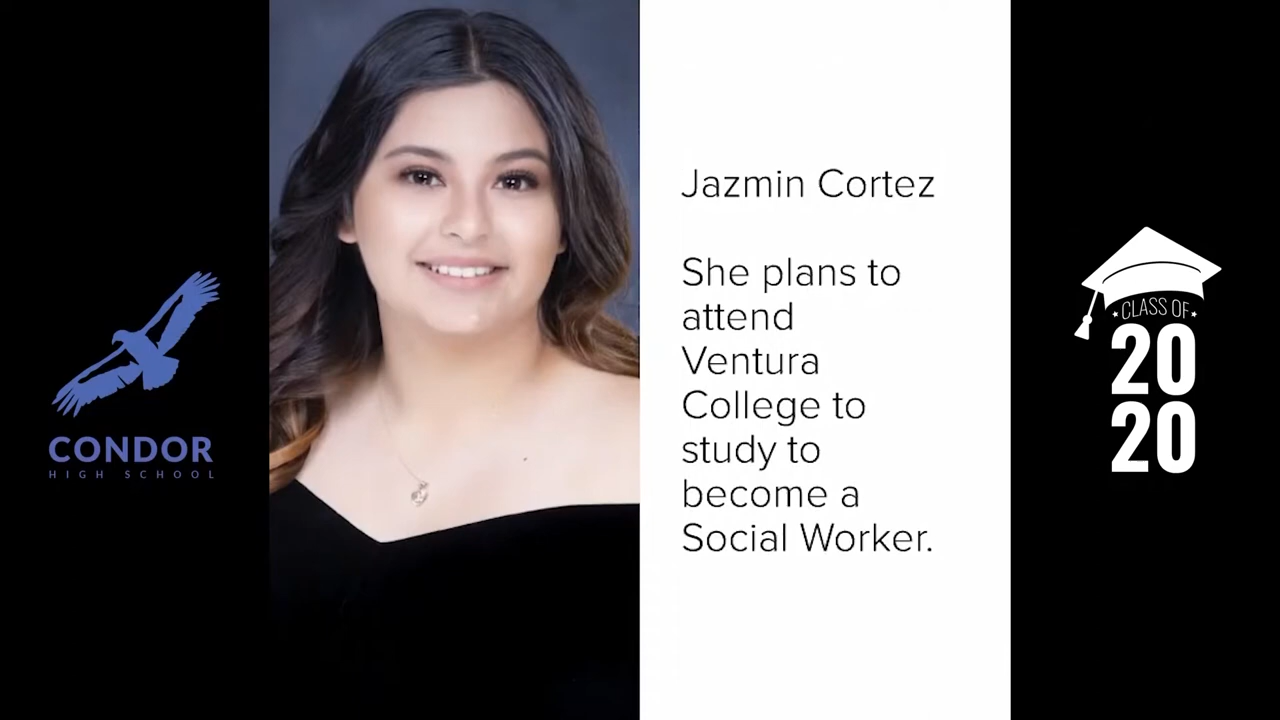 CONDOR
HIGH SCHOOL
Jazmin Cortez
She plans to
attend
Ventura
College to
study to
become a
Social Worker.
CLASS OF
20
20